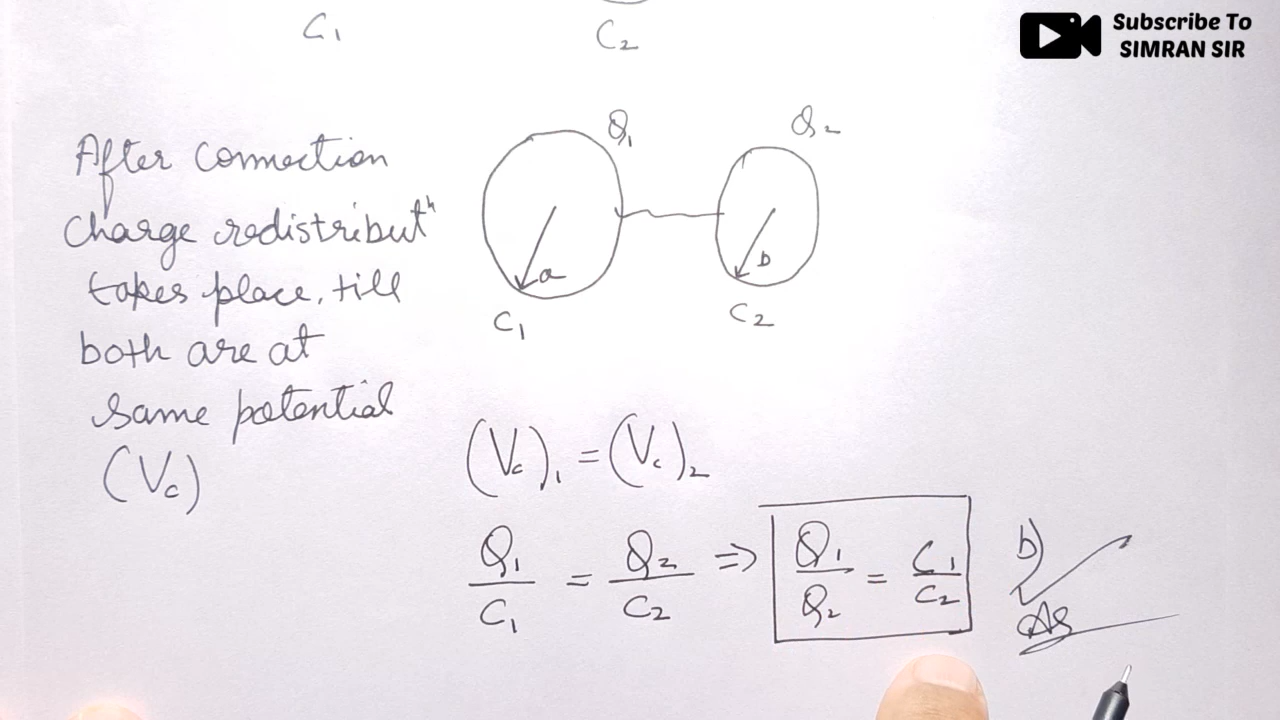 C₁ C₂
Subscribe To
SIMRAN SIR
After connection
charge redistributⁿ
takes place, till
both are at
same potential
(Vc)
Q₁ Q₂
a b
C₁ C₂
(Vc)₁ = (Vc)₂
Q₁/C₁ = Q₂/C₂ ⇒ Q₁/Q₂ = C₁/C₂ b)
As